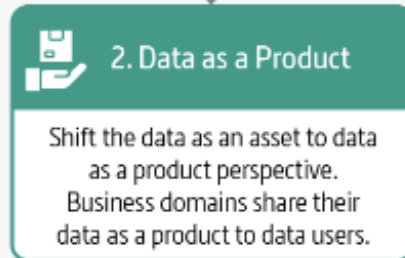 2. Data as a Product
Shift the data as an asset to data
as a product perspective.
Business domains share their
data as a product to data users.